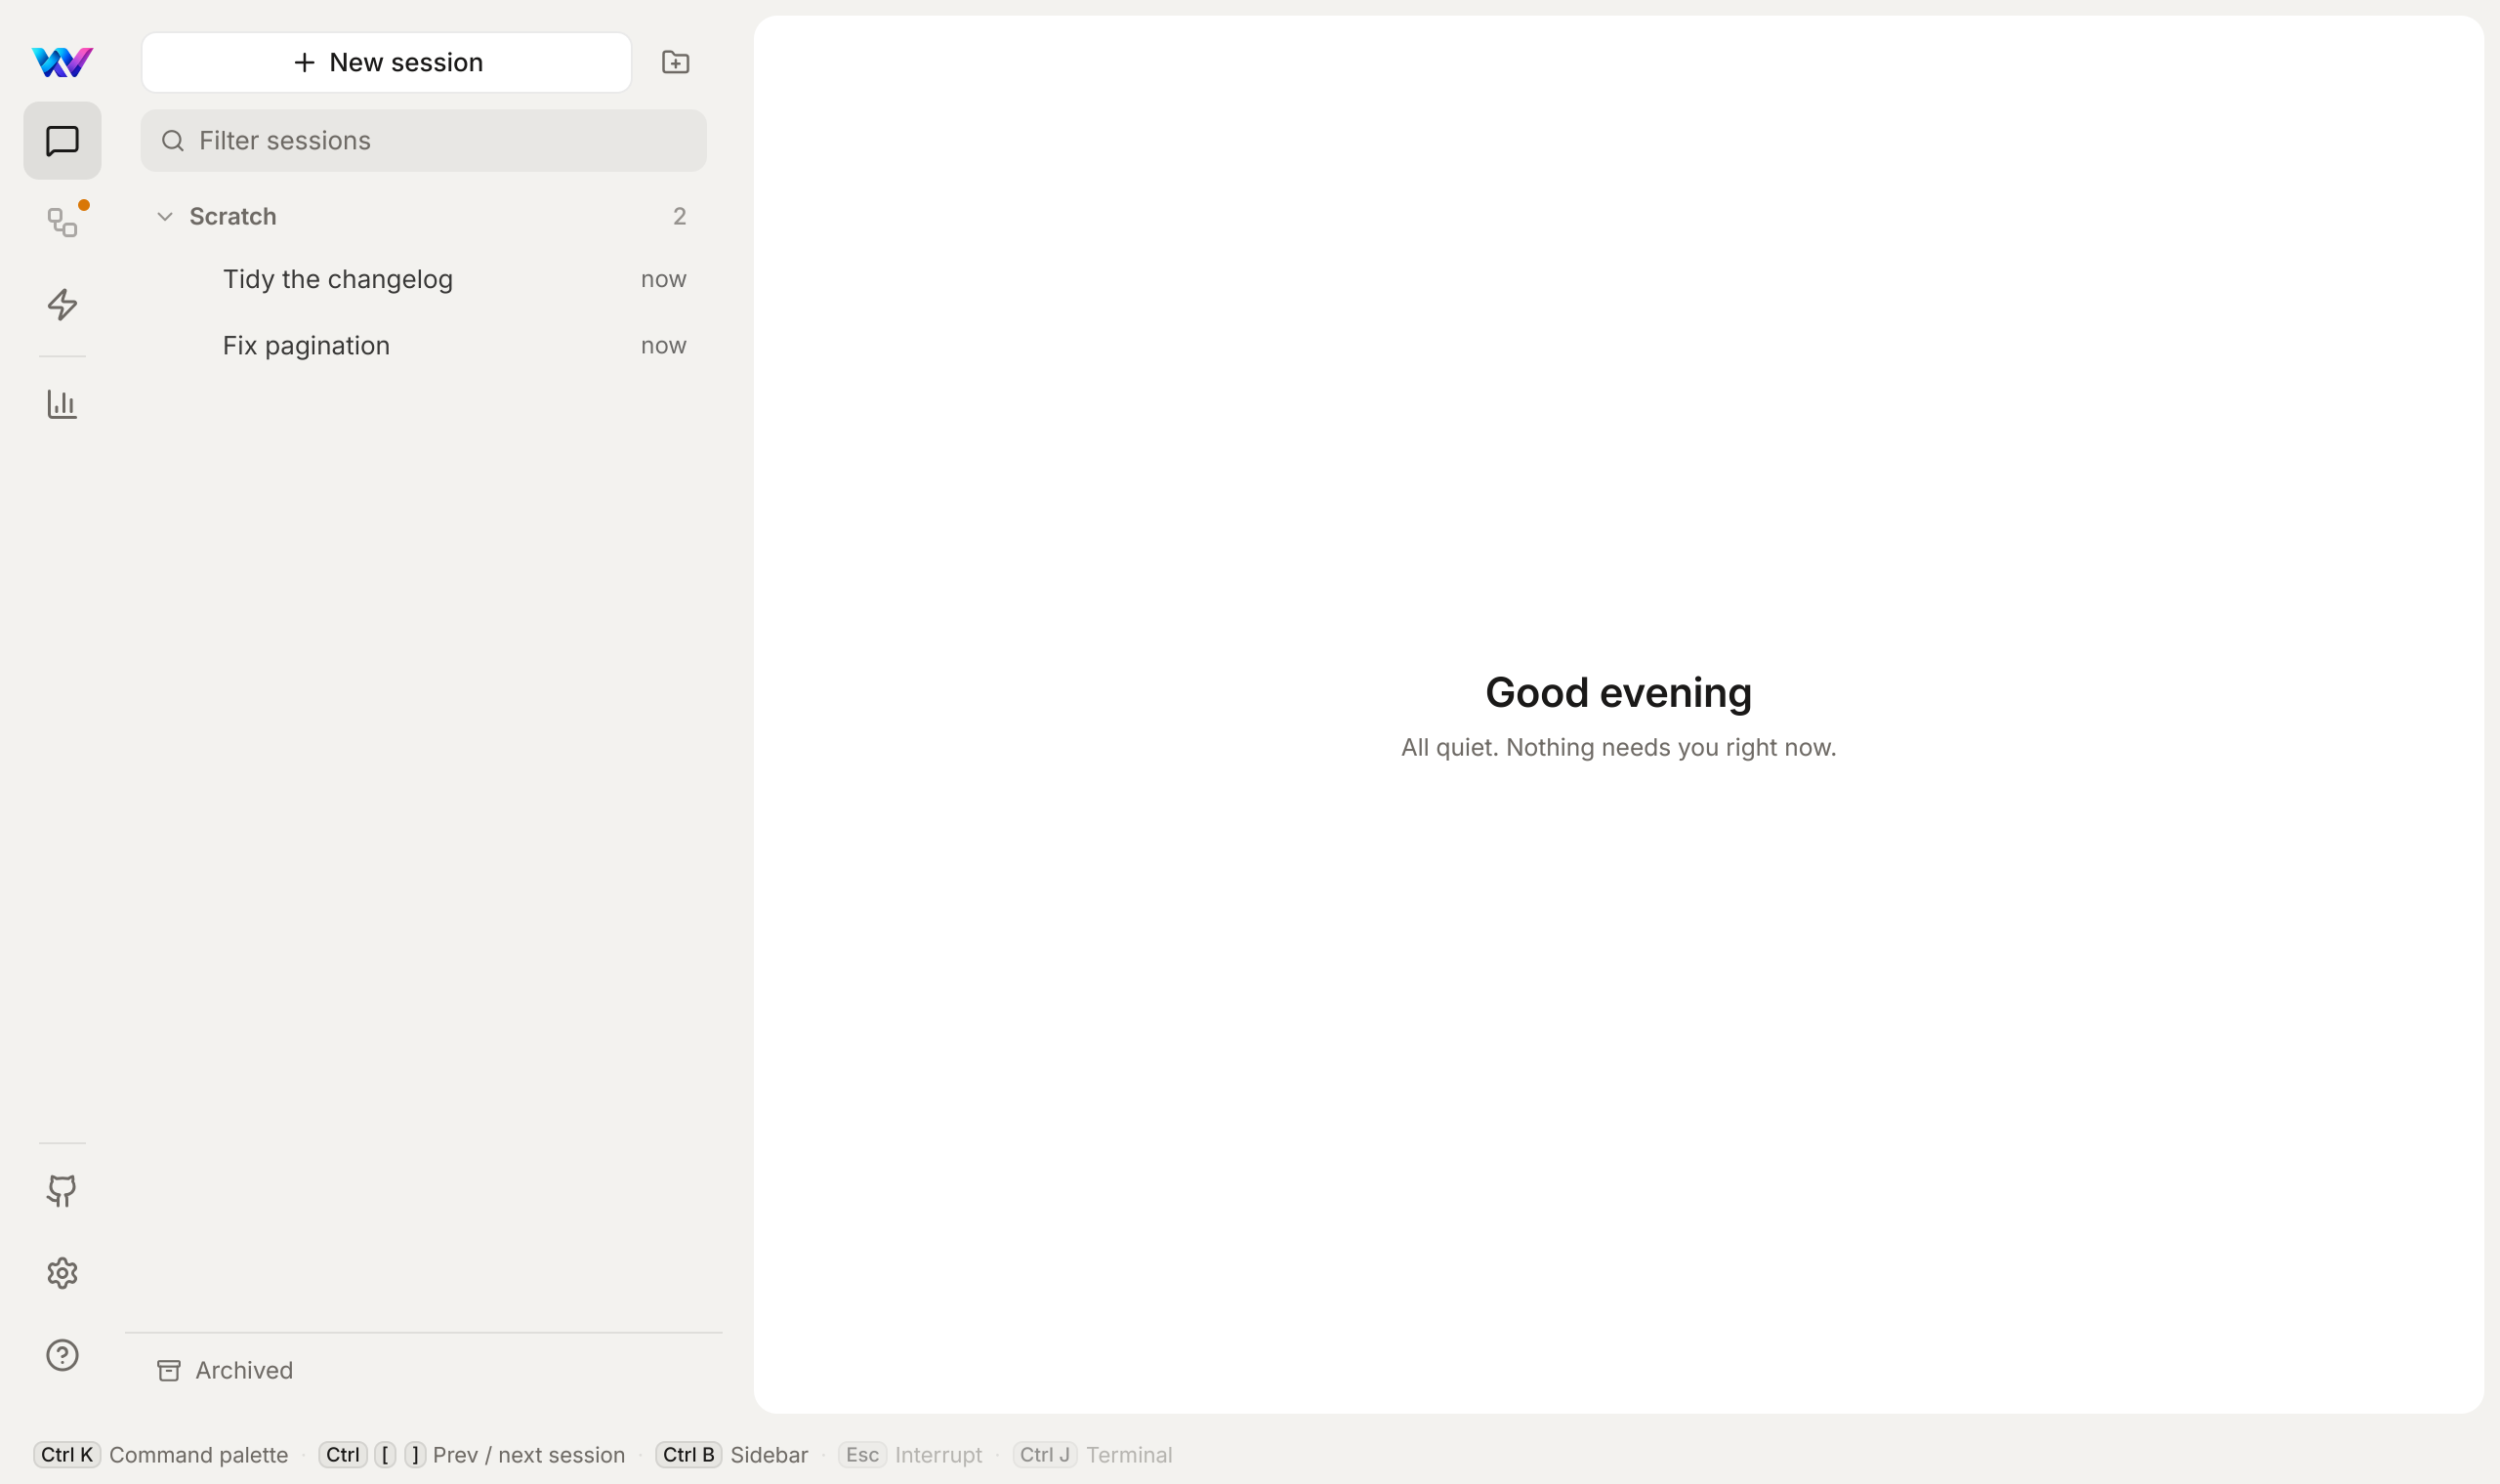 New session
Filter sessions
Scratch 2
Tidy the changelog now
Fix pagination now
Good evening
All quiet. Nothing needs you right now.
Archived
Ctrl K Command palette · Ctrl [ ] Prev / next session · Ctrl B Sidebar · Esc Interrupt · Ctrl J Terminal